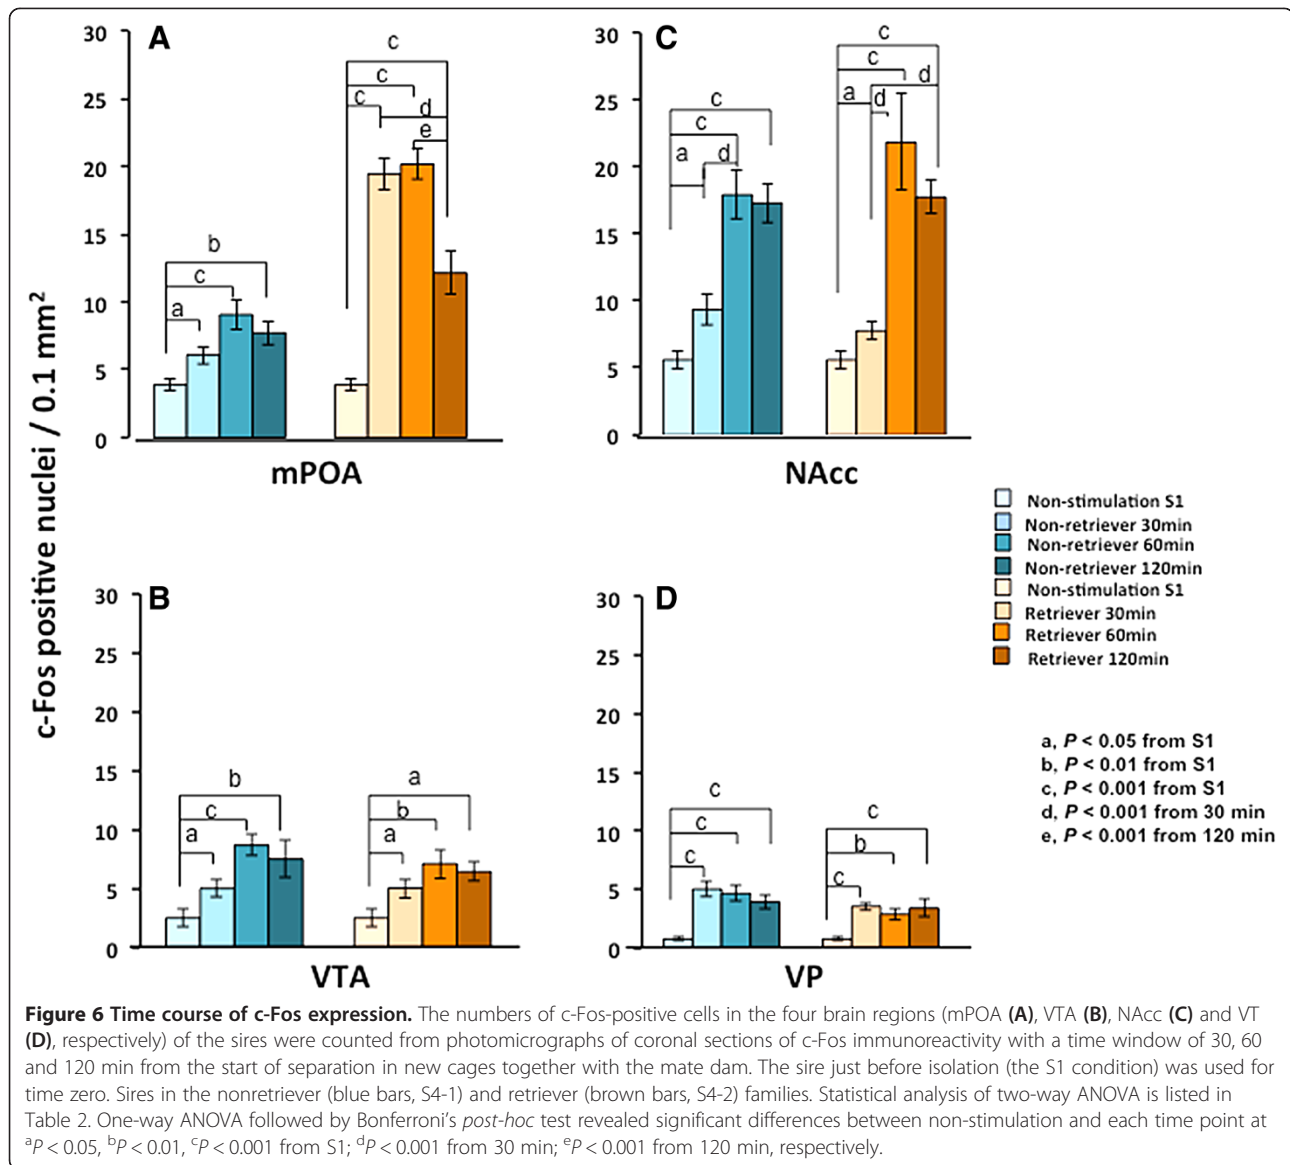 A
30
25
20
15
10
5
0
a
c
b
c
c
c
d
e
mPOA
C
30
25
20
15
10
5
0
a
c
c
d
a
c
c
d
d
NAcc
c-Fos positive nuclei / 0.1 mm²
Non-stimulation S1
Non-retriever 30min
Non-retriever 60min
Non-retriever 120min
Non-stimulation S1
Retriever 30min
Retriever 60min
Retriever 120min
B
30
25
20
15
10
5
0
a
c
b
a
b
a
VTA
D
30
25
20
15
10
5
0
c
c
c
c
b
c
VP
a, P < 0.05 from S1
b, P < 0.01 from S1
c, P < 0.001 from S1
d, P < 0.001 from 30 min
e, P < 0.001 from 120 min
Figure 6 Time course of c-Fos expression. The numbers of c-Fos-positive cells in the four brain regions (mPOA (A), VTA (B), NAcc (C) and VT
(D), respectively) of the sires were counted from photomicrographs of coronal sections of c-Fos immunoreactivity with a time window of 30, 60
and 120 min from the start of separation in new cages together with the mate dam. The sire just before isolation (the S1 condition) was used for
time zero. Sires in the nonretriever (blue bars, S4-1) and retriever (brown bars, S4-2) families. Statistical analysis of two-way ANOVA is listed in
Table 2. One-way ANOVA followed by Bonferroni's post-hoc test revealed significant differences between non-stimulation and each time point at
ᵃP < 0.05, ᵇP < 0.01, ᶜP < 0.001 from S1; ᵈP < 0.001 from 30 min; ᵉP < 0.001 from 120 min, respectively.